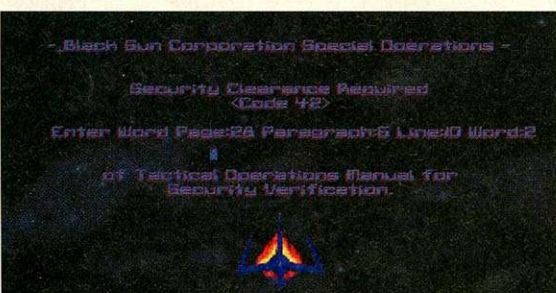 - Black Sun Corporation Special Operations -
Security Clearance Required
<Code 42>
Enter Word Page:28 Paragraph:6 Line:10 Word:2
of Tactical Operations Manual for
Security Verification.